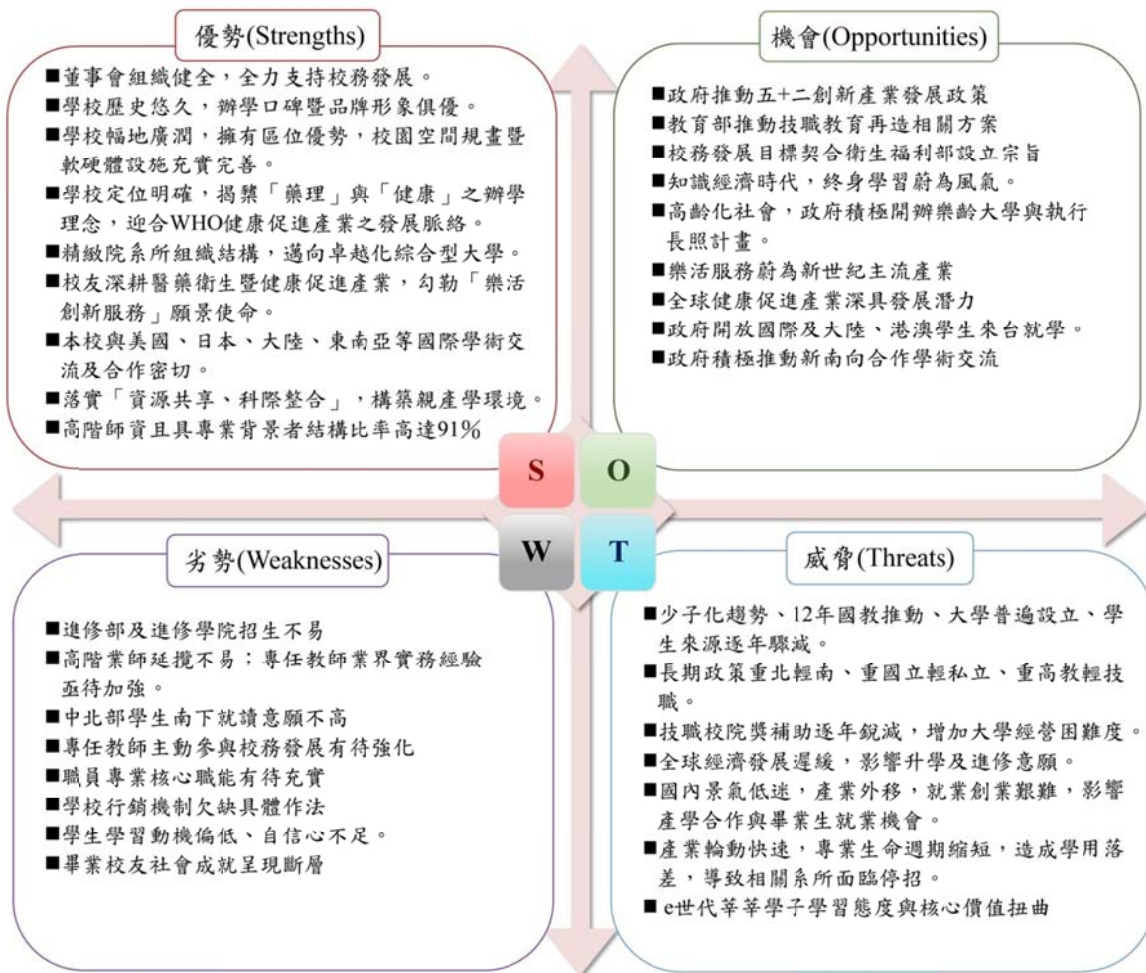 優勢(Strengths)
■董事會組織健全，全力支持校務發展。
■學校歷史悠久，辦學口碑暨品牌形象俱優。
■學校幅地廣濶，擁有區位優勢，校園空間規畫暨
軟硬體設施充實完善。
■學校定位明確，揭櫫「藥理」與「健康」之辦學
理念，迎合WHO健康促進產業之發展脈絡。
■精緻院系所組織結構，邁向卓越化綜合型大學。
■校友深耕醫藥衛生暨健康促進產業，勾勒「樂活
創新服務」願景使命。
■本校與美國、日本、大陸、東南亞等國際學術交
流及合作密切。
■落實「資源共享、科際整合」，構築親產學環境。
■高階師資且具專業背景者結構比率高達91%
機會(Opportunities)
■政府推動五+二創新產業發展政策
■教育部推動技職教育再造相關方案
■校務發展目標契合衛生福利部設立宗旨
■知識經濟時代，終身學習蔚為風氣。
■高齡化社會，政府積極開辦樂齡大學與執行
長照計畫。
■樂活服務蔚為新世紀主流產業
■全球健康促進產業深具發展潛力
■政府開放國際及大陸、港澳學生來台就學。
■政府積極推動新南向合作學術交流
S
O
W
T
劣勢(Weaknesses)
■進修部及進修學院招生不易
■高階業師延攬不易；專任教師業界實務經驗
亟待加強。
■中北部學生南下就讀意願不高
■專任教師主動參與校務發展有待強化
■職員專業核心職能有待充實
■學校行銷機制欠缺具體作法
■學生學習動機偏低、自信心不足。
■畢業校友社會成就呈現斷層
威脅(Threats)
■少子化趨勢、12年國教推動、大學普遍設立、學
生來源逐年驟減。
■長期政策重北輕南、重國立輕私立、重高教輕技
職。
■技職校院獎補助逐年銳減，增加大學經營困難度。
■全球經濟發展遲緩，影響升學及進修意願。
■國內景氣低迷，產業外移，就業創業艱難，影響
產學合作與畢業生就業機會。
■產業輪動快速，專業生命週期縮短，造成學用落
差，導致相關系所面臨停招。
■ e世代莘莘學子學習態度與核心價值扭曲